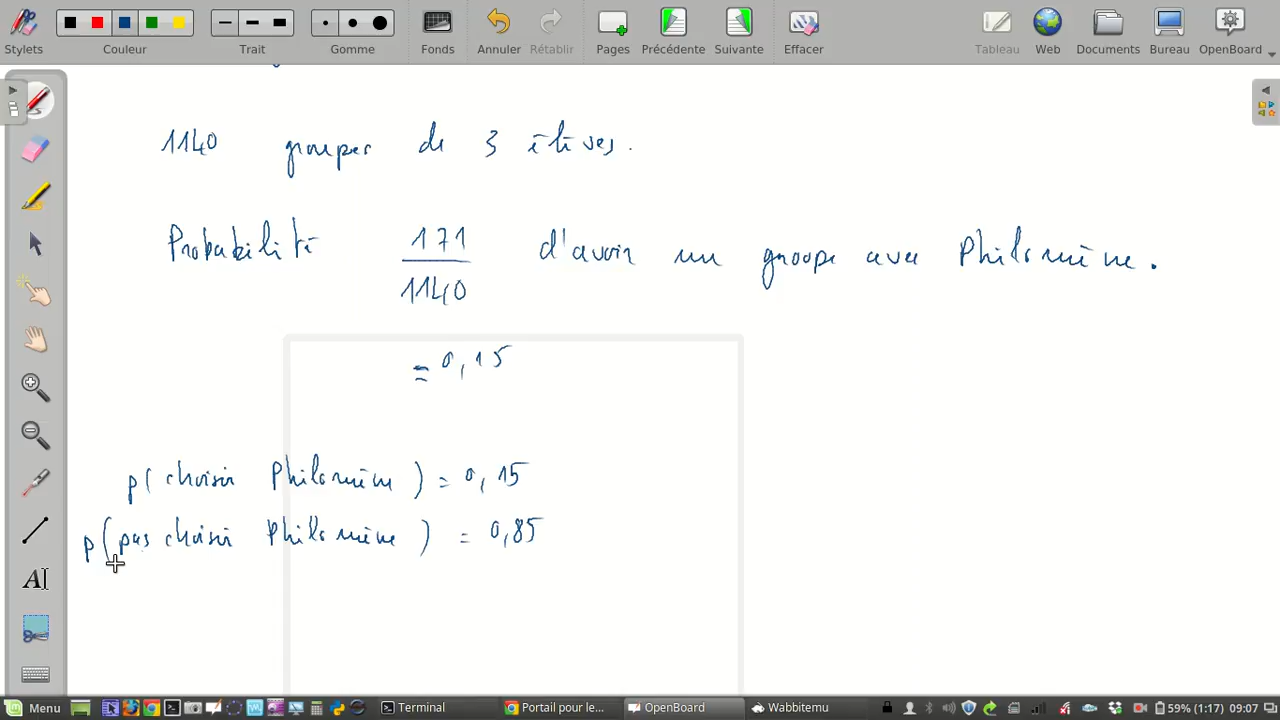 Stylets Couleur Trait Gomme Fonds Annuler Rétablir Pages Précédente Suivante Effacer Tableau Web Documents Bureau OpenBoard
1140 groupes de 3 élèves.
Probabilité 171 d'avoir un groupe avec Philomène.
1140
= 0,15
p( choisir Philomène ) = 0,15
p( pas choisir Philomène ) = 0,85
Menu Terminal Portail pour le... OpenBoard Wabbitemu 59% (1:17) 09:07